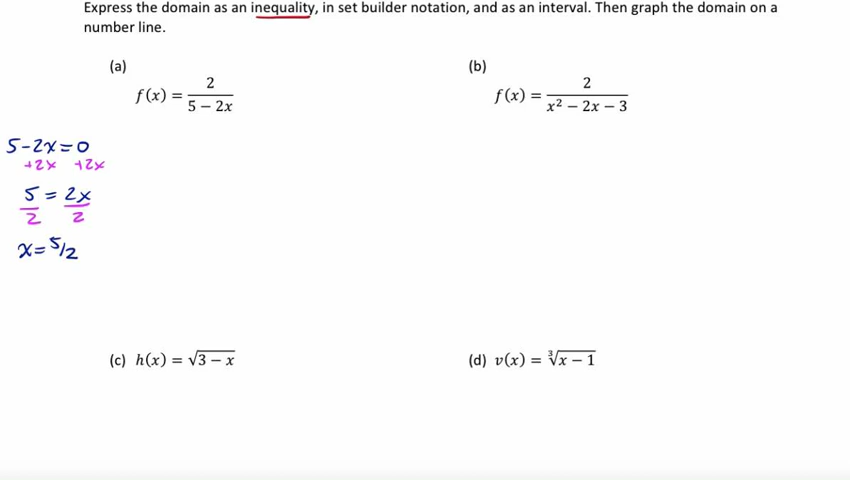 Express the domain as an inequality, in set builder notation, and as an interval. Then graph the domain on a
number line.
(a)
f(x) = 2 / (5 − 2x)
(b)
f(x) = 2 / (x² − 2x − 3)
5-2x=0
+2x +2x
5 = 2x
2 2
x = 5/2
(c) h(x) = √(3 − x)
(d) v(x) = ∛(x − 1)